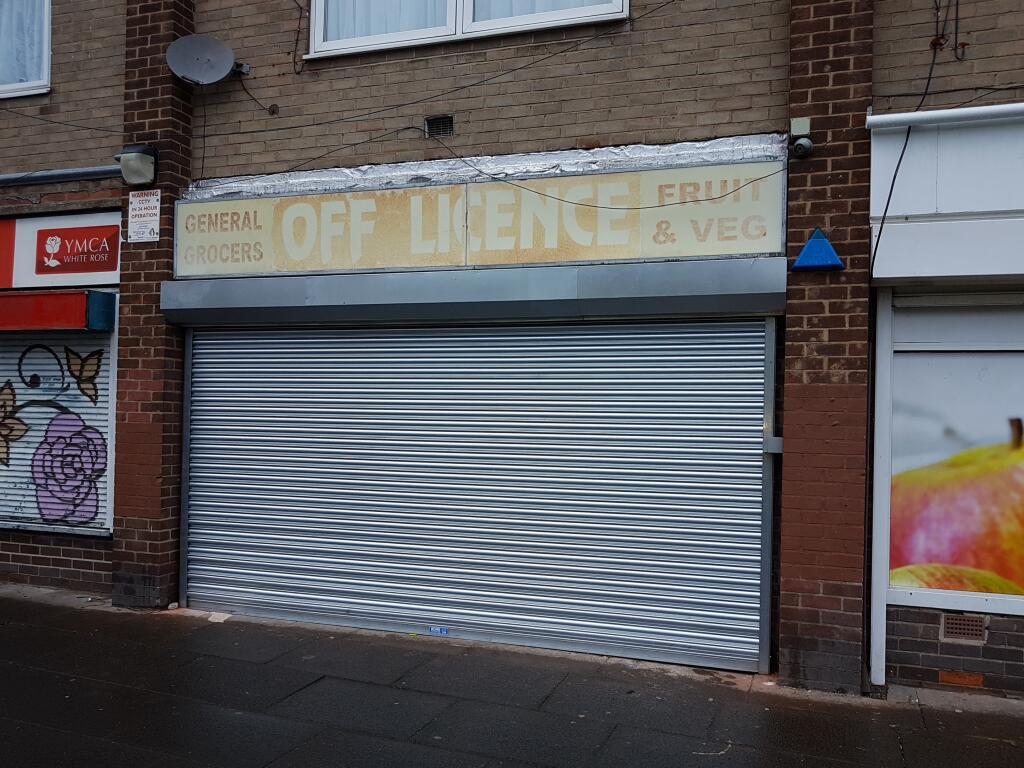 GENERAL
GROCERS
OFF LICENCE
FRUIT
& VEG
YMCA
WHITE ROSE
WARNING
CCTV
IN 24 HOUR
OPERATION